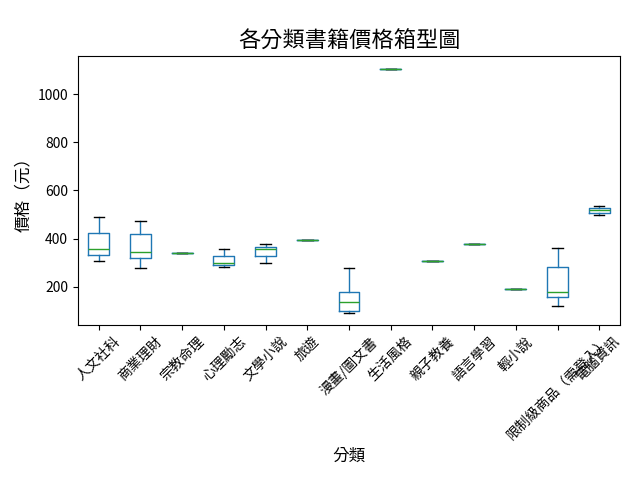 各分類書籍價格箱型圖
價格（元）
1000
800
600
400
200
人文社科
商業理財
宗教命理
心理勵志
文學小說
旅遊
漫畫/圖文書
生活風格
親子教養
語言學習
輕小說
限制級商品（需登入）
電腦資訊
分類